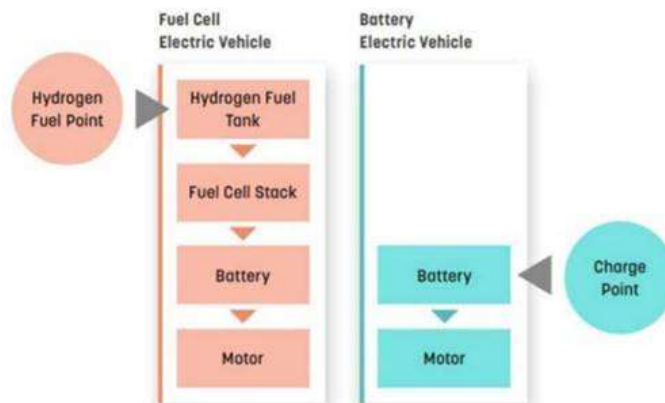 Fuel Cell
Electric Vehicle
Battery
Electric Vehicle
Hydrogen
Fuel Point
Hydrogen Fuel
Tank
Fuel Cell Stack
Battery
Motor
Battery
Motor
Charge
Point